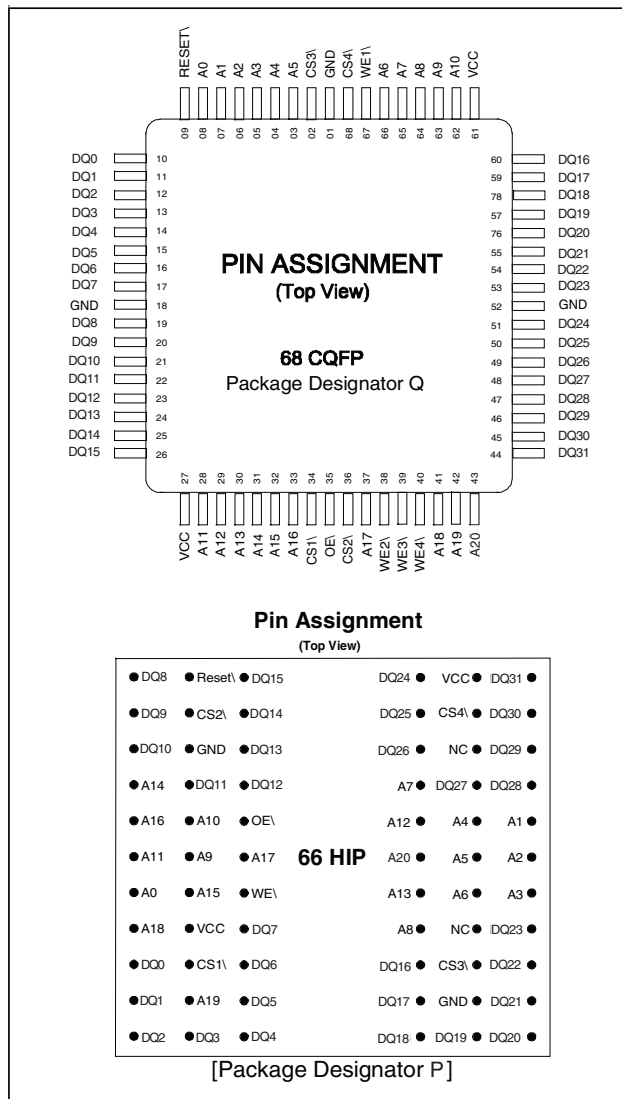 RESET\ A0 A1 A2 A3 A4 A5 CS3\ GND CS4\ WE1\ A6 A7 A8 A9 A10 VCC
09 08 07 06 05 04 03 02 01 68 67 66 65 64 63 62 61
DQ0 10 60 DQ16
DQ1 11 59 DQ17
DQ2 12 78 DQ18
DQ3 13 57 DQ19
DQ4 14 76 DQ20
DQ5 15 55 DQ21
DQ6 16 54 DQ22
DQ7 17 53 DQ23
GND 18 52 GND
DQ8 19 51 DQ24
DQ9 20 50 DQ25
DQ10 21 49 DQ26
DQ11 22 48 DQ27
DQ12 23 47 DQ28
DQ13 24 46 DQ29
DQ14 25 45 DQ30
DQ15 26 44 DQ31
PIN ASSIGNMENT
(Top View)
68 CQFP
Package Designator Q
27 28 29 30 31 32 33 34 35 36 37 38 39 40 41 42 43
VCC A11 A12 A13 A14 A15 A16 CS1\ OE\ CS2\ A17 WE2\ WE3\ WE4\ A18 A19 A20
Pin Assignment
(Top View)
DQ8 Reset\ DQ15 DQ24 VCC DQ31
DQ9 CS2\ DQ14 DQ25 CS4\ DQ30
DQ10 GND DQ13 DQ26 NC DQ29
A14 DQ11 DQ12 A7 DQ27 DQ28
A16 A10 OE\ A12 A4 A1
A11 A9 A17 66 HIP A20 A5 A2
A0 A15 WE\ A13 A6 A3
A18 VCC DQ7 A8 NC DQ23
DQ0 CS1\ DQ6 DQ16 CS3\ DQ22
DQ1 A19 DQ5 DQ17 GND DQ21
DQ2 DQ3 DQ4 DQ18 DQ19 DQ20
[Package Designator P]